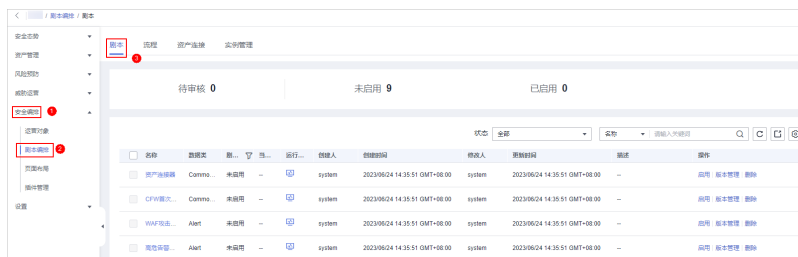 / 剧本编排 / 剧本
安全态势
资产管理
风险预防
威胁运营
安全编排 1
运营对象
剧本编排 2
页面布局
插件管理
设置
剧本 流程 资产连接 实例管理
3
待审核 0 未启用 9 已启用 0
状态 全部 名称 请输入关键词
名称 数据类 剧... 当... 运行... 创建人 创建时间 修改人 更新时间 描述 操作
资产连接器 Commo... 未启用 -- system 2023/06/24 14:35:51 GMT+08:00 system 2023/06/24 14:35:51 GMT+08:00 -- 启用 版本管理 删除
CFW首次... Commo... 未启用 -- system 2023/06/24 14:35:51 GMT+08:00 system 2023/06/24 14:35:51 GMT+08:00 -- 启用 版本管理 删除
WAF攻击... Alert 未启用 -- system 2023/06/24 14:35:51 GMT+08:00 system 2023/06/24 14:35:51 GMT+08:00 -- 启用 版本管理 删除
高危告警... Alert 未启用 -- system 2023/06/24 14:35:51 GMT+08:00 system 2023/06/24 14:35:51 GMT+08:00 -- 启用 版本管理 删除